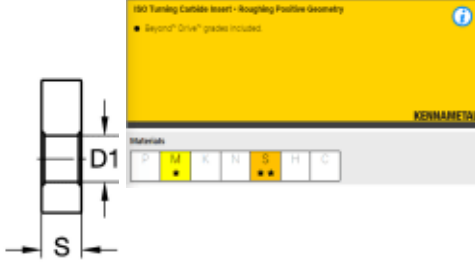 ISO Turning Carbide Insert • Roughing Positive Geometry
i
Beyond™ Drive™ grades included.
KENNAMETAL
Materials
P M K N S H C
★ ★★
D1
S